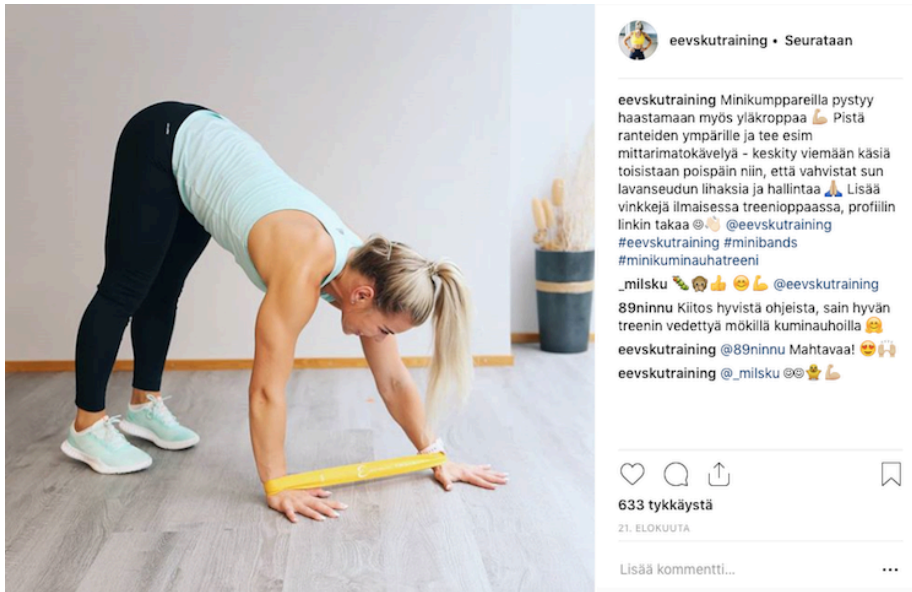 eevskutraining • Seurataan
eevskutraining Minikumppareilla pystyy
haastamaan myös yläkroppaa 💪🏼 Pistä
ranteiden ympärille ja tee esim
mittarimatokävelyä - keskity viemään käsiä
toisistaan poispäin niin, että vahvistat sun
lavanseudun lihaksia ja hallintaa 🙏🏼 Lisää
vinkkejä ilmaisessa treenioppaassa, profiilin
linkin takaa ☺👏🏻 @eevskutraining
#eevskutraining #minibands
#minikuminauhatreeni
_milsku 🐛🙊👍 😊💪 @eevskutraining
89ninnu Kiitos hyvistä ohjeista, sain hyvän
treenin vedettyä mökillä kuminauhoilla 🤗
eevskutraining @89ninnu Mahtavaa! 😍🙌🏼
eevskutraining @_milsku ☺☺🐥💪🏼
633 tykkäystä
21. ELOKUUTA
Lisää kommentti...